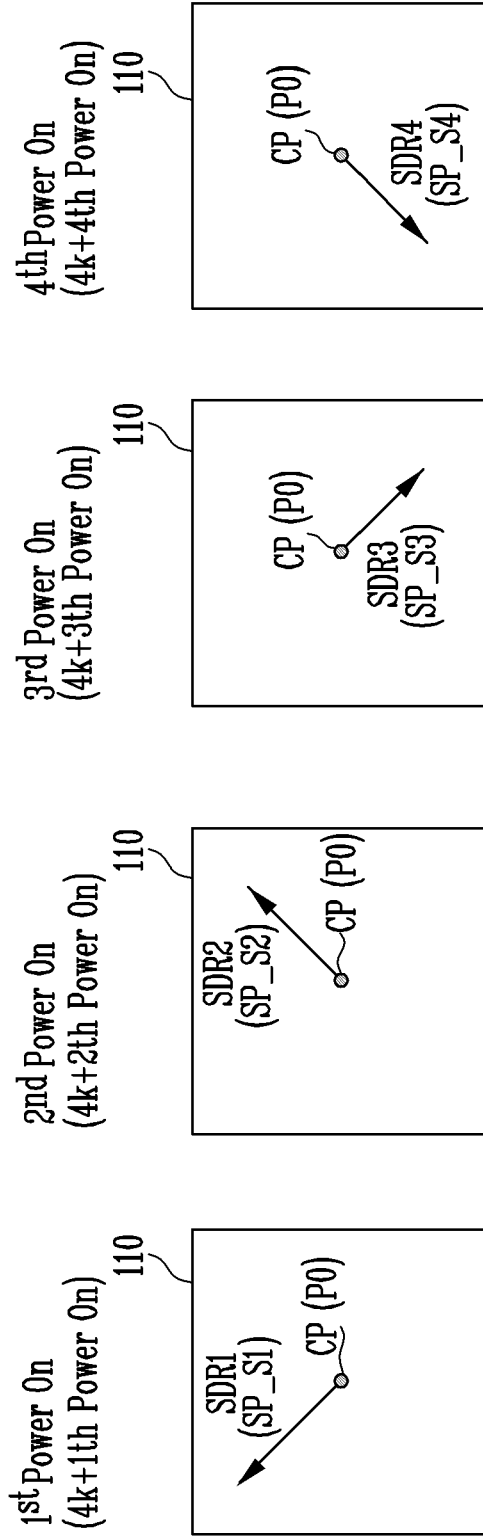 1st Power On
(4k+1th Power On)
110
SDR1
(SP_S1)
CP (P0)
2nd Power On
(4k+2th Power On)
110
SDR2
(SP_S2)
CP (P0)
3rd Power On
(4k+3th Power On)
110
CP (P0)
SDR3
(SP_S3)
4th Power On
(4k+4th Power On)
110
CP (P0)
SDR4
(SP_S4)